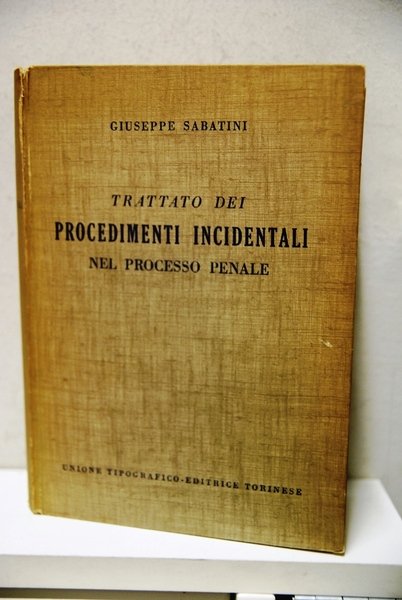 GIUSEPPE SABATINI
TRATTATO DEI
PROCEDIMENTI INCIDENTALI
NEL PROCESSO PENALE
UNIONE TIPOGRAFICO-EDITRICE TORINESE